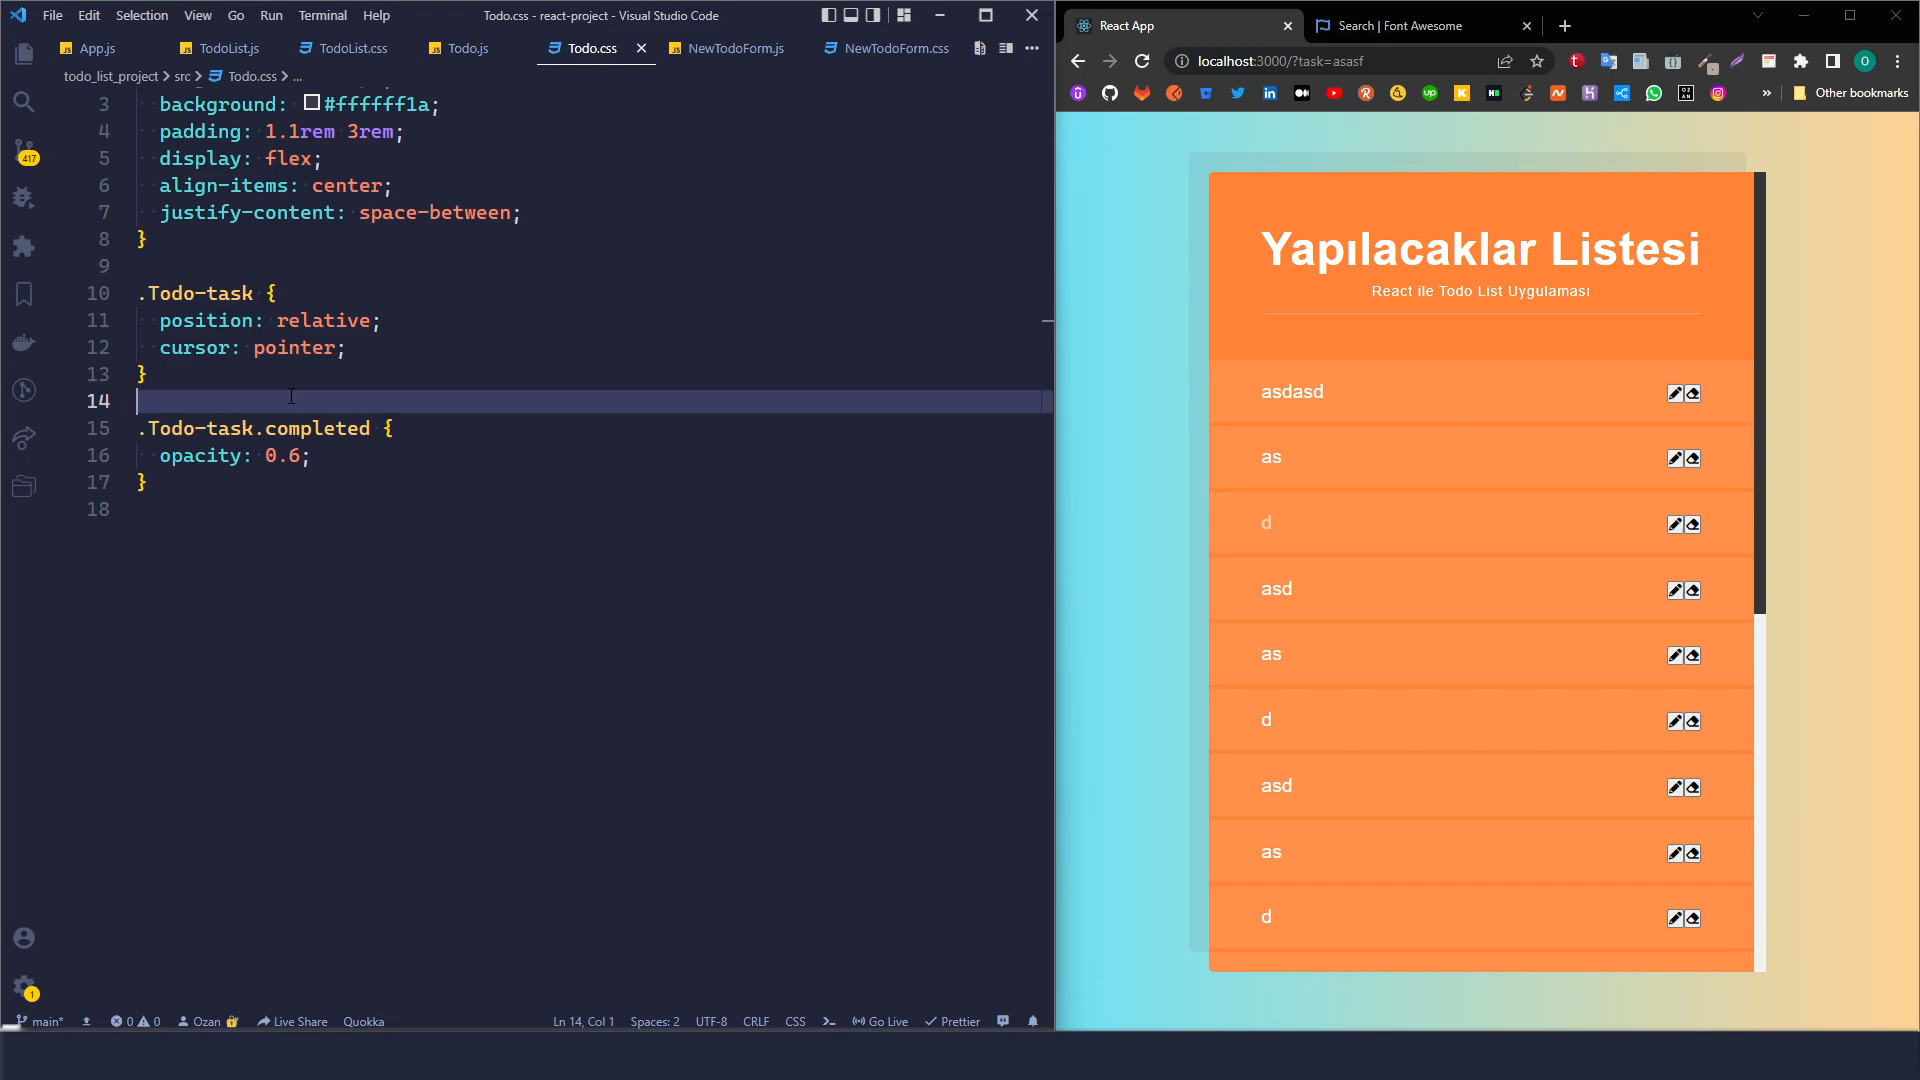 File Edit Selection View Go Run Terminal Help
Todo.css - react-project - Visual Studio Code
App.js TodoList.js TodoList.css Todo.js Todo.css NewTodoForm.js NewTodoForm.css
todo_list_project > src > Todo.css > ...
3 background: #ffffff1a;
4 padding: 1.1rem 3rem;
5 display: flex;
6 align-items: center;
7 justify-content: space-between;
8 }
9
10 .Todo-task {
11 position: relative;
12 cursor: pointer;
13 }
14
15 .Todo-task.completed {
16 opacity: 0.6;
17 }
18
417
1
main* 0 0 Ozan Live Share Quokka
Ln 14, Col 1 Spaces: 2 UTF-8 CRLF CSS Go Live Prettier
React App
Search | Font Awesome
localhost:3000/?task=asasf
Other bookmarks
Yapılacaklar Listesi
React ile Todo List Uygulaması
asdasd
as
d
asd
as
d
asd
as
d